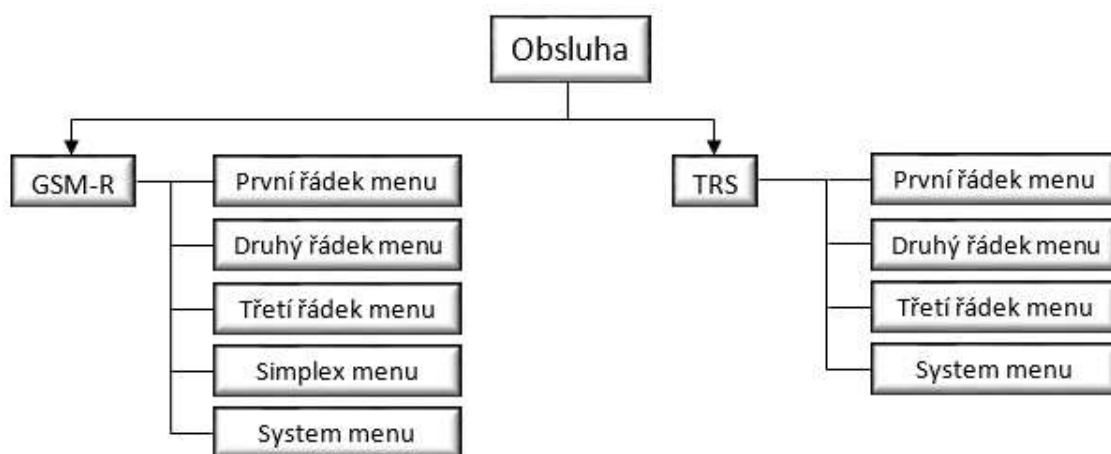 Obsluha
GSM-R
První řádek menu
Druhý řádek menu
Třetí řádek menu
Simplex menu
System menu
TRS
První řádek menu
Druhý řádek menu
Třetí řádek menu
System menu